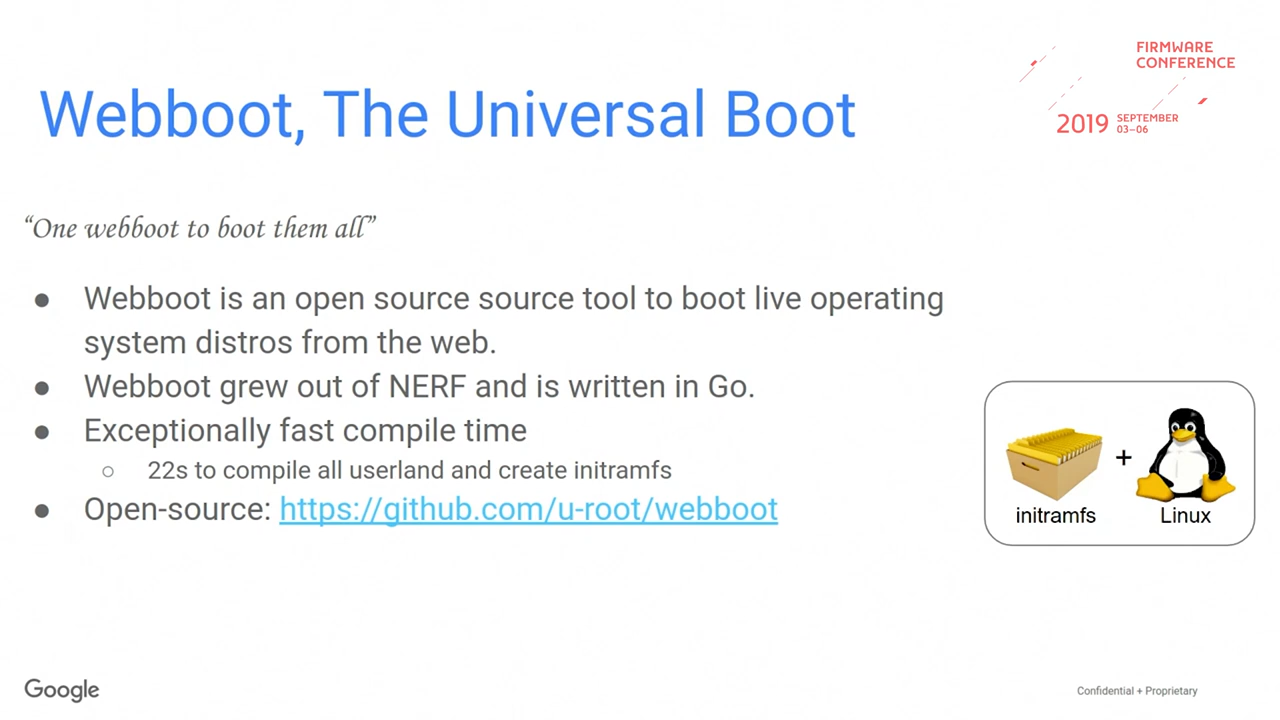 FIRMWARE
CONFERENCE
2019 SEPTEMBER
03–06
Webboot, The Universal Boot
“One webboot to boot them all”
● Webboot is an open source source tool to boot live operating
system distros from the web.
● Webboot grew out of NERF and is written in Go.
● Exceptionally fast compile time
○ 22s to compile all userland and create initramfs
● Open-source: https://github.com/u-root/webboot
+
initramfs Linux
Google
Confidential + Proprietary